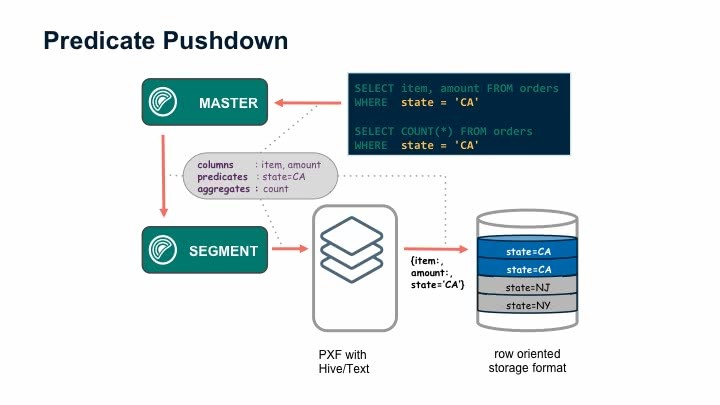 Predicate Pushdown
MASTER
SELECT item, amount FROM orders
WHERE state = 'CA'
SELECT COUNT(*) FROM orders
WHERE state = 'CA'
columns : item, amount
predicates : state=CA
aggregates : count
SEGMENT
{item:,
amount:,
state='CA'}
state=CA
state=CA
state=NJ
state=NY
PXF with
Hive/Text
row oriented
storage format